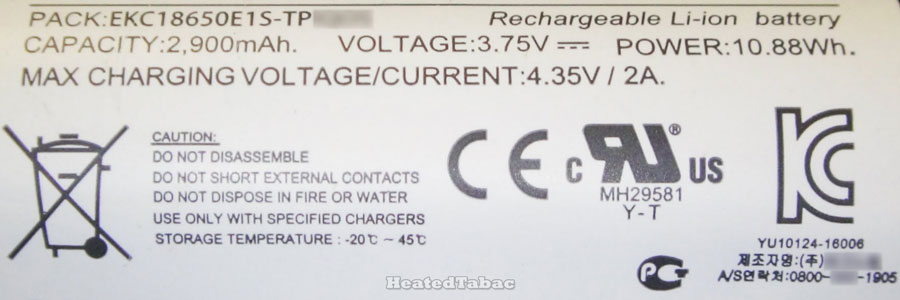 PACK:EKC18650E1S-TP Rechargeable Li-ion battery
CAPACITY:2,900mAh. VOLTAGE:3.75V POWER:10.88Wh.
MAX CHARGING VOLTAGE/CURRENT:4.35V / 2A.
CAUTION:
DO NOT DISASSEMBLE
DO NOT SHORT EXTERNAL CONTACTS
DO NOT DISPOSE IN FIRE OR WATER
USE ONLY WITH SPECIFIED CHARGERS
STORAGE TEMPERATURE : -20℃ ~ 45℃
CE
c RU® US
MH29581
Y-T
KC
YU10124-16006
제조자명:(주)
A/S연락처:0800- -1905
PG
HeatedTabac